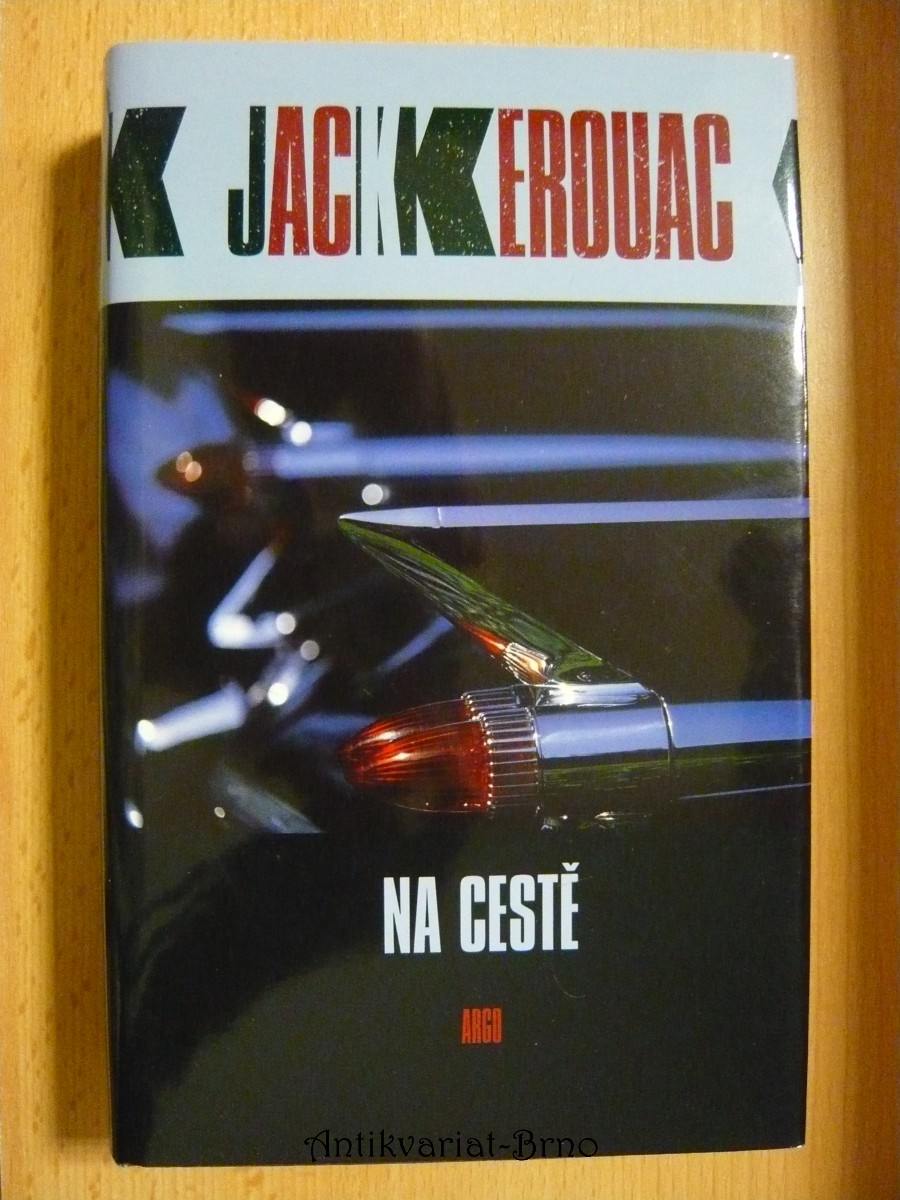 K JACK KEROUAC
NA CESTĚ
ARGO
Antikvariat-Brno